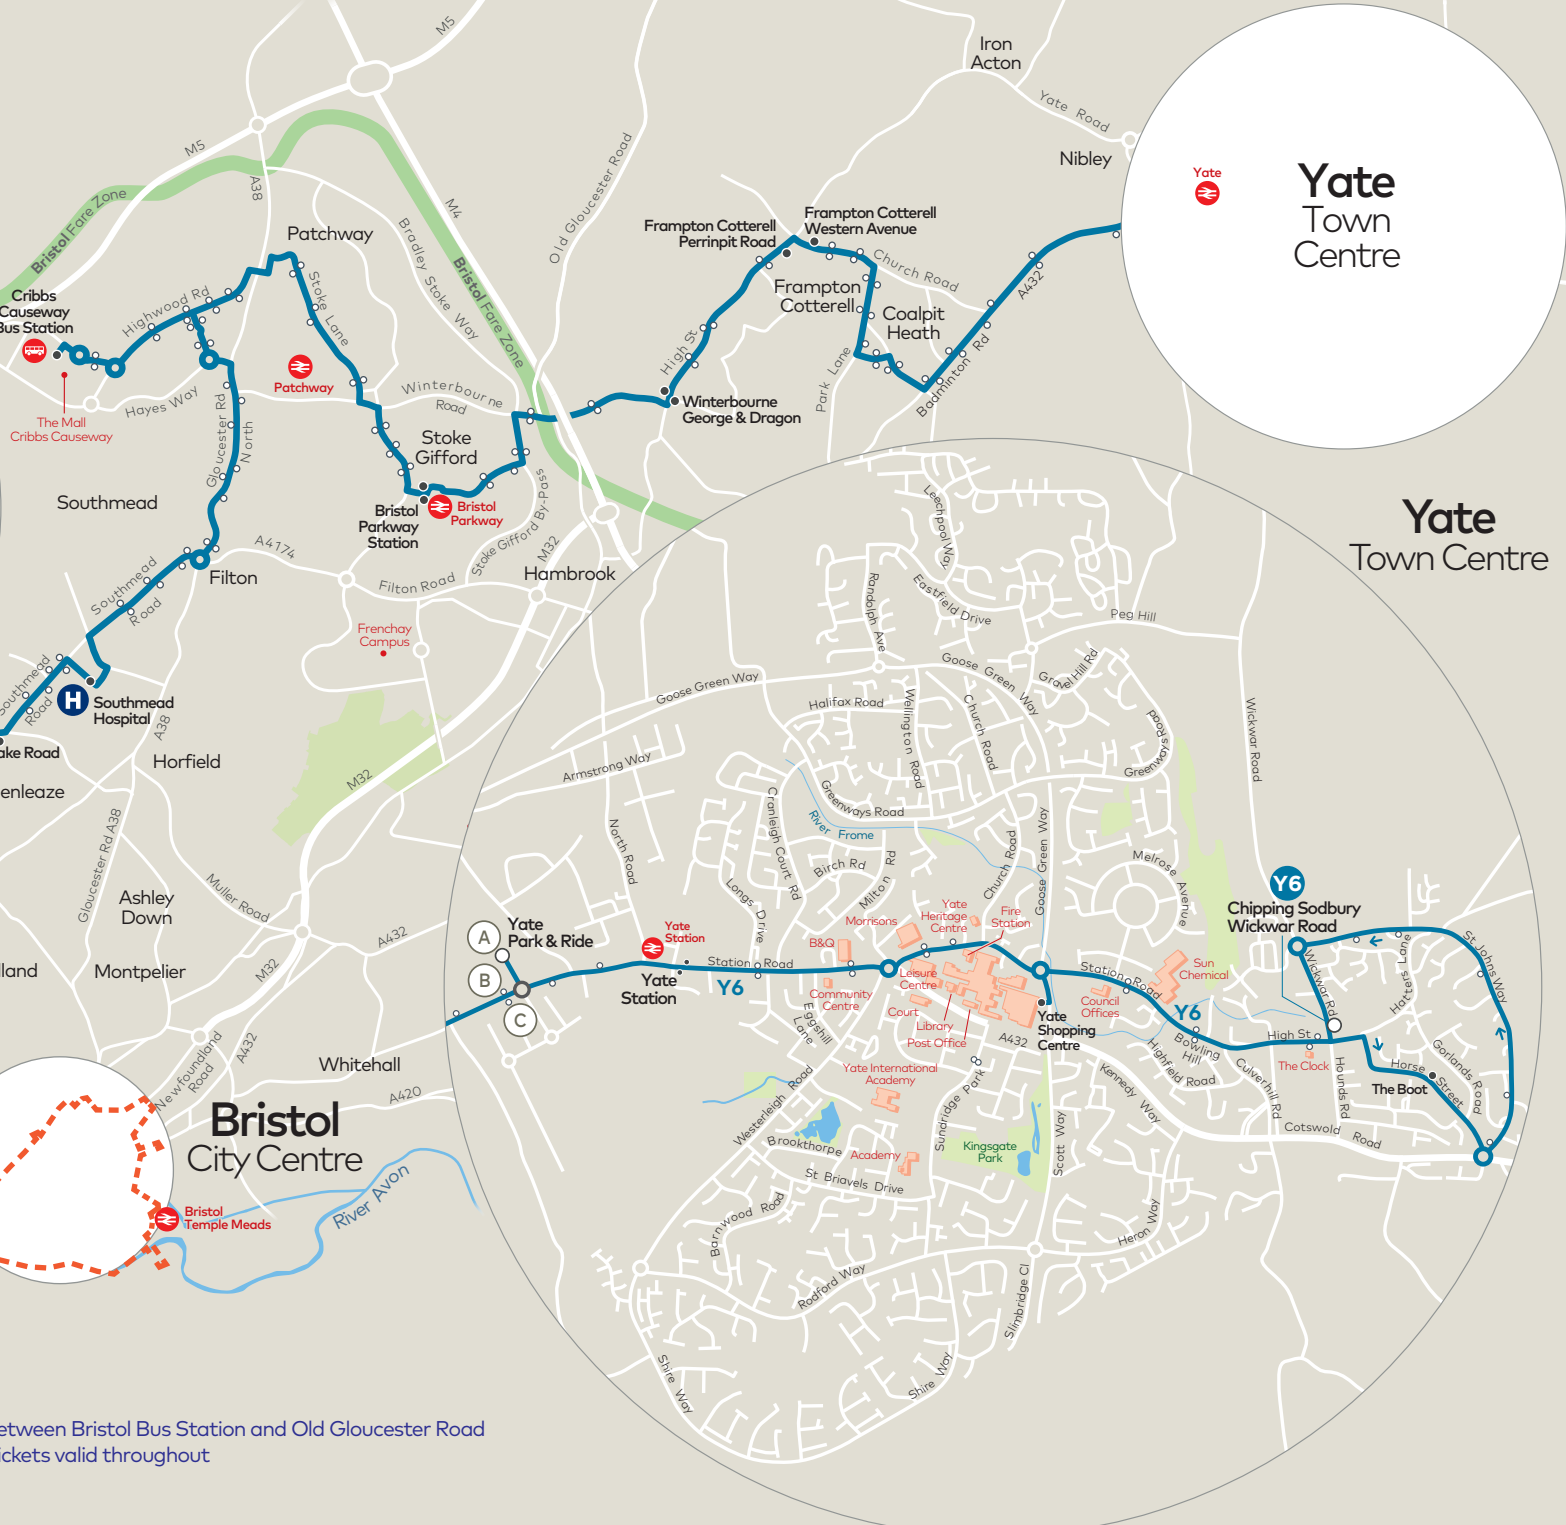 M5
Iron
Acton
Yate Road
Nibley
Yate
Yate
Town
Centre
M5
A38
Bristol Fare Zone
Patchway
M4
Old Gloucester Road
Bradley Stoke Way
Bristol Fare Zone
Frampton Cotterell
Perrinpit Road
Frampton Cotterell
Western Avenue
Church Road
A432
Frampton
Cotterell
Coalpit
Heath
Cribbs
Causeway
Bus Station
Highwood Rd
Stoke Lane
High St
Park Lane
Badminton Rd
Patchway
The Mall
Cribbs Causeway
Hayes Way
Winterbourne
Road
Winterbourne
George & Dragon
Gloucester Rd
North
Stoke
Gifford
Southmead
Bristol
Parkway
Station
Bristol
Parkway
Stoke Gifford By-Pass
M32
Yate
Town Centre
A4174
Filton
Filton Road
Hambrook
Southmead
Road
Frenchay
Campus
Southmead
Road
H
Southmead
Hospital
A38
ake Road
Horfield
enleaze
M32
Gloucester Rd A38
Ashley
Down
Muller Road
A432
lland
Montpelier
M32
Newfoundland
Road
A432
Whitehall
A420
Bristol
City Centre
Bristol
Temple Meads
River Avon
Leechpool Way
Randolph Ave
Eastfield Drive
Peg Hill
Goose Green Way
Goose Green Way
Gravel Hill Rd
Halifax Road
Wellington Road
Church Road
Greenways Road
Wickwar Road
Armstrong Way
Cranleigh Court Rd
Greenways Road
River Frome
North Road
Birch Rd
Milton Rd
Church Road
Goose Green Way
Melrose Avenue
Longs Drive
Y6
Chipping Sodbury
Wickwar Road
A
Yate
Park & Ride
B
C
Yate
Station
Yate
Station
Station Road
Y6
Morrisons
B&Q
Yate
Heritage
Centre
Fire
Station
Leisure
Centre
Community
Centre
Eggshill
Lane
Court
Library
Post Office
Yate
Shopping
Centre
A432
Station Road
Sun
Chemical
Council
Offices
Y6
Bowling
Hill
High St
The Clock
Wickwar Rd
Hatters Lane
St Johns Way
Gorlands Road
Horse Street
The Boot
Hounds Rd
Culverhill Rd
Highfield Road
Kennedy Way
Cotswold Road
Yate International
Academy
Westerleigh Road
Brookthorpe
Academy
St Briavels Drive
Sundridge Park
Kingsgate
Park
Scott Way
Barnwood Road
Rodford Way
Heron Way
Slimbridge Cl
Shire Way
Shire Way
etween Bristol Bus Station and Old Gloucester Road
ickets valid throughout